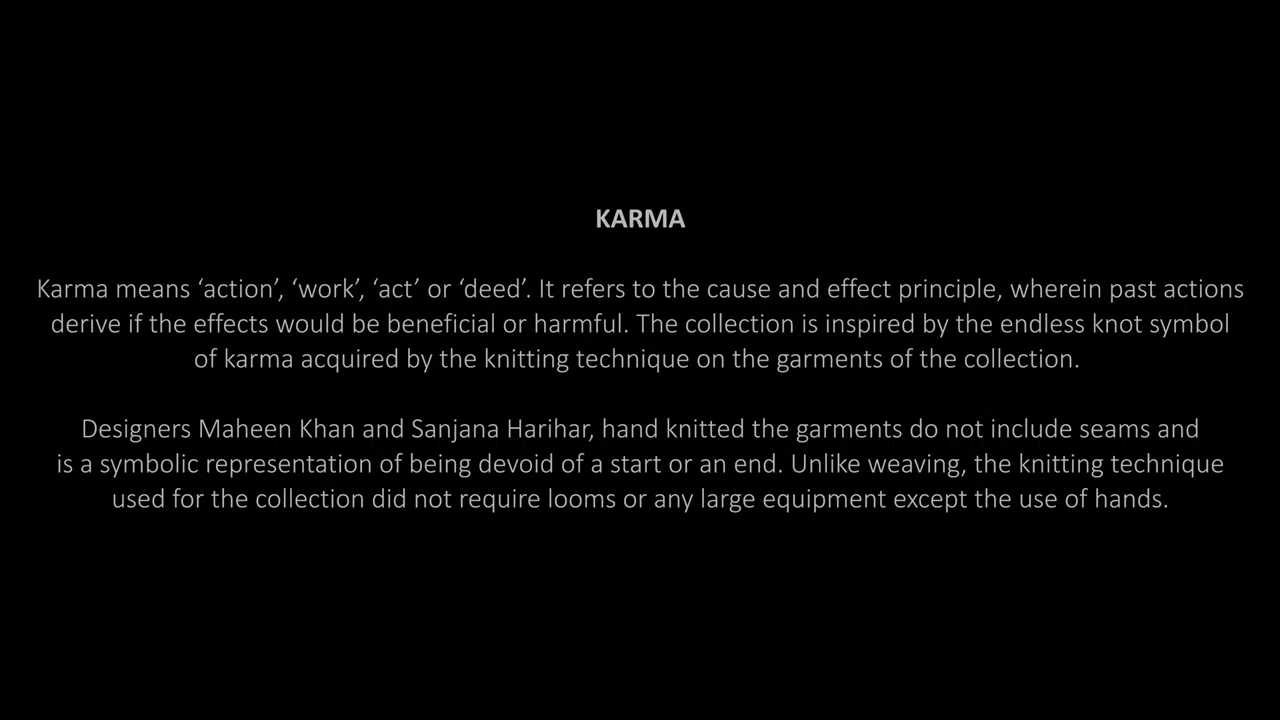 KARMA
Karma means ‘action’, ‘work’, ‘act’ or ‘deed’. It refers to the cause and effect principle, wherein past actions
derive if the effects would be beneficial or harmful. The collection is inspired by the endless knot symbol
of karma acquired by the knitting technique on the garments of the collection.
Designers Maheen Khan and Sanjana Harihar, hand knitted the garments do not include seams and
is a symbolic representation of being devoid of a start or an end. Unlike weaving, the knitting technique
used for the collection did not require looms or any large equipment except the use of hands.